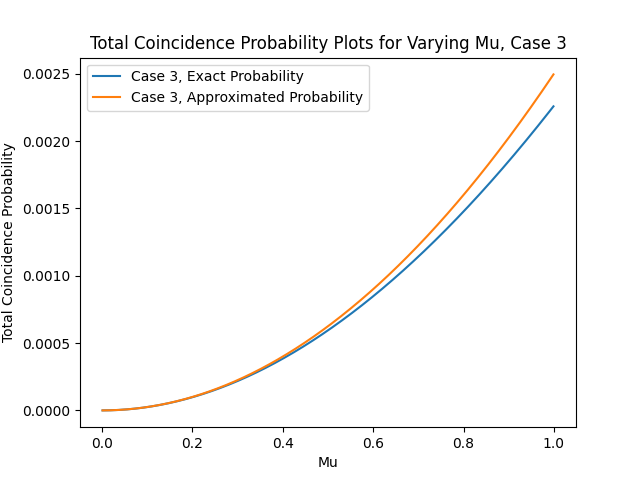 Total Coincidence Probability Plots for Varying Mu, Case 3
Case 3, Exact Probability
Case 3, Approximated Probability
Total Coincidence Probability
0.0025
0.0020
0.0015
0.0010
0.0005
0.0000
0.0 0.2 0.4 0.6 0.8 1.0
Mu